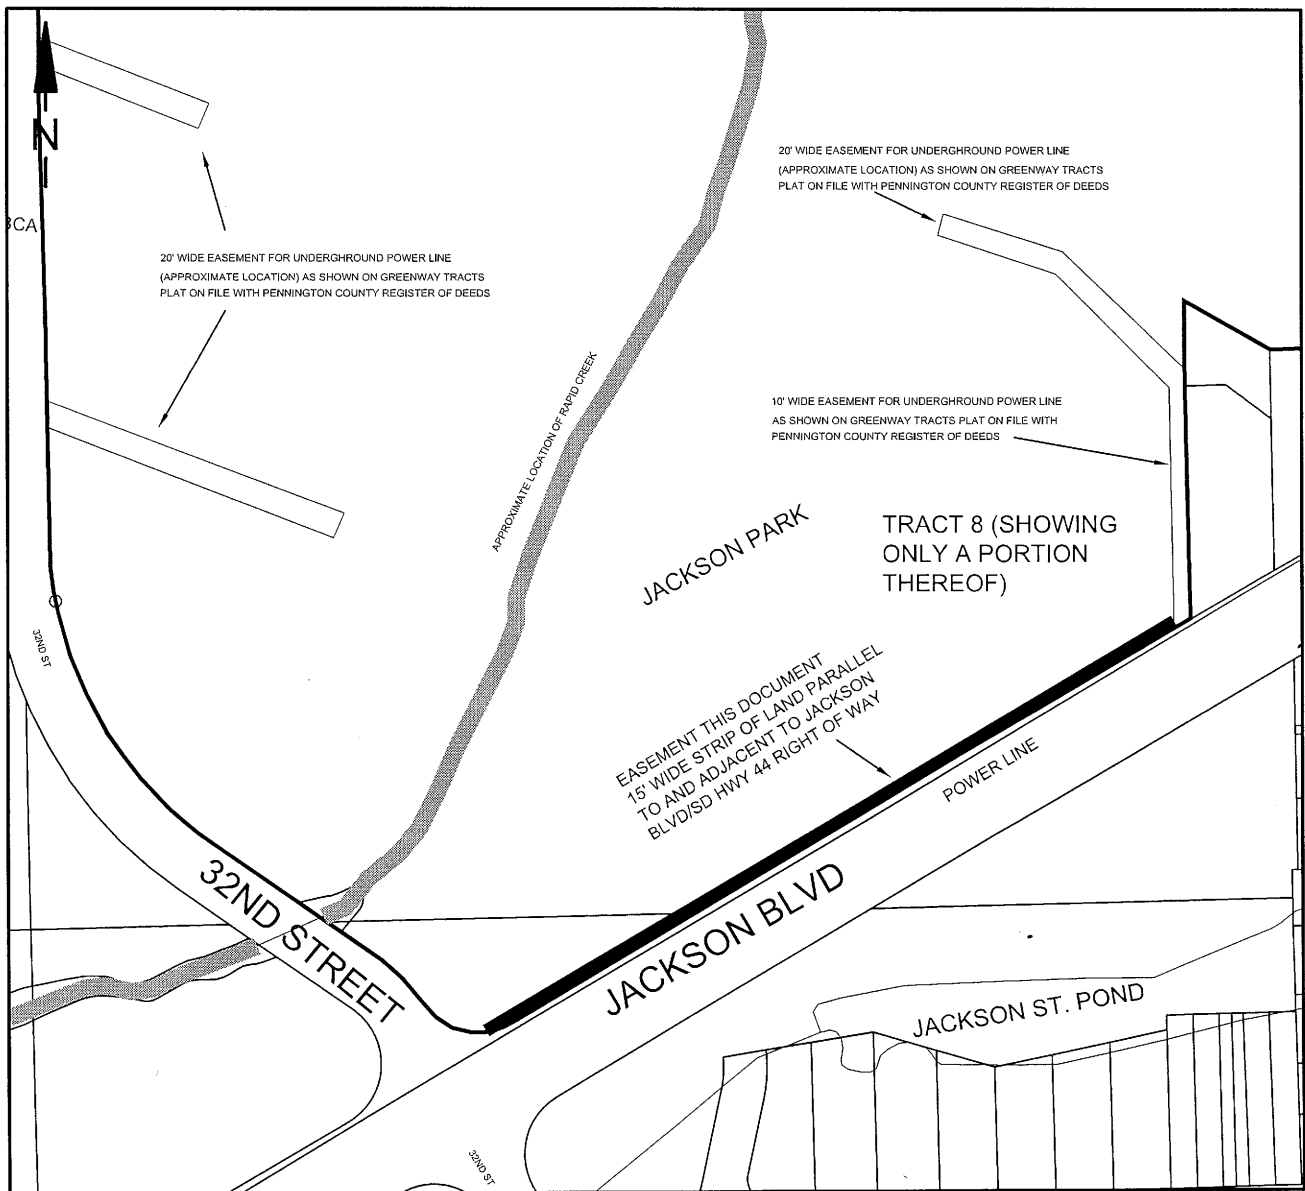 N
20' WIDE EASEMENT FOR UNDERGHROUND POWER LINE
(APPROXIMATE LOCATION) AS SHOWN ON GREENWAY TRACTS
PLAT ON FILE WITH PENNINGTON COUNTY REGISTER OF DEEDS
BCA
20' WIDE EASEMENT FOR UNDERGHROUND POWER LINE
(APPROXIMATE LOCATION) AS SHOWN ON GREENWAY TRACTS
PLAT ON FILE WITH PENNINGTON COUNTY REGISTER OF DEEDS
APPROXIMATE LOCATION OF RAPID CREEK
10' WIDE EASEMENT FOR UNDERGHROUND POWER LINE
AS SHOWN ON GREENWAY TRACTS PLAT ON FILE WITH
PENNINGTON COUNTY REGISTER OF DEEDS
JACKSON PARK
TRACT 8 (SHOWING
ONLY A PORTION
THEREOF)
32ND ST
EASEMENT THIS DOCUMENT
15' WIDE STRIP OF LAND PARALLEL
TO AND ADJACENT TO JACKSON
BLVD/SD HWY 44 RIGHT OF WAY
POWER LINE
32ND STREET
JACKSON BLVD
JACKSON ST. POND
32ND ST